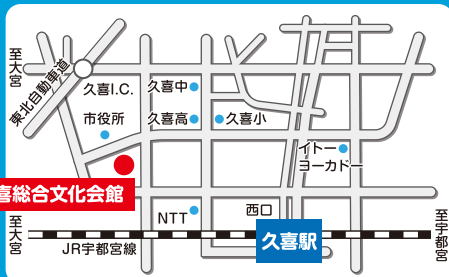 至大宮
東北自動車道
久喜I.C.
久喜中
市役所
久喜高
久喜小
イトー
ヨーカドー
喜総合文化会館
NTT
西口
久喜駅
至大宮
JR宇都宮線
至宇都宮